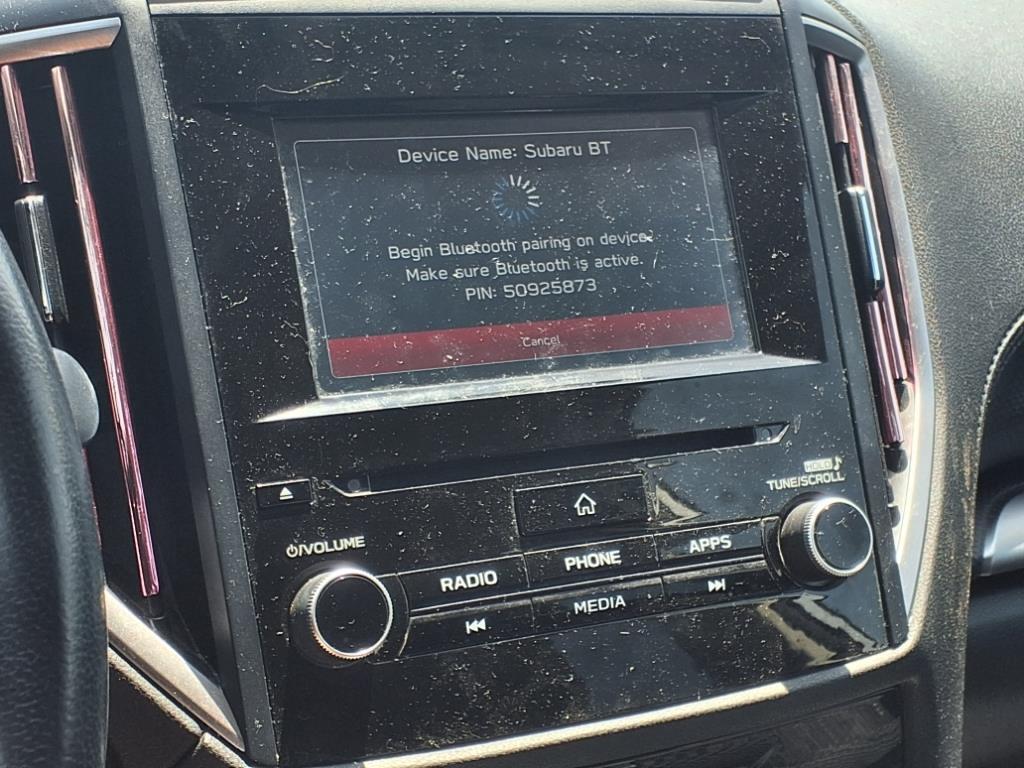 Device Name: Subaru BT
Begin Bluetooth pairing on device.
Make sure Bluetooth is active.
PIN: 50925873
Cancel
HOLD
TUNE/SCROLL
/VOLUME
RADIO
PHONE
APPS
MEDIA